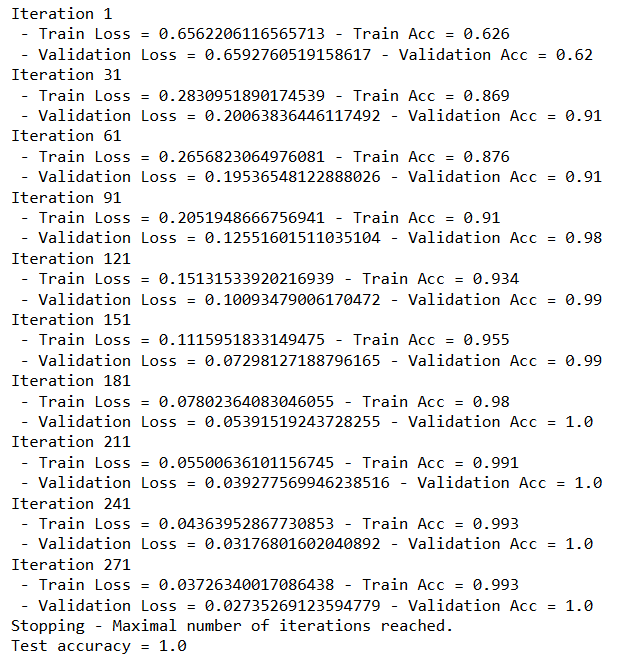 Iteration 1
 - Train Loss = 0.6562206116565713 - Train Acc = 0.626
 - Validation Loss = 0.6592760519158617 - Validation Acc = 0.62
Iteration 31
 - Train Loss = 0.2830951890174539 - Train Acc = 0.869
 - Validation Loss = 0.20063836446117492 - Validation Acc = 0.91
Iteration 61
 - Train Loss = 0.2656823064976081 - Train Acc = 0.876
 - Validation Loss = 0.19536548122888026 - Validation Acc = 0.91
Iteration 91
 - Train Loss = 0.2051948666756941 - Train Acc = 0.91
 - Validation Loss = 0.12551601511035104 - Validation Acc = 0.98
Iteration 121
 - Train Loss = 0.15131533920216939 - Train Acc = 0.934
 - Validation Loss = 0.10093479006170472 - Validation Acc = 0.99
Iteration 151
 - Train Loss = 0.1115951833149475 - Train Acc = 0.955
 - Validation Loss = 0.07298127187896165 - Validation Acc = 0.99
Iteration 181
 - Train Loss = 0.07802364083046055 - Train Acc = 0.98
 - Validation Loss = 0.05391519243728255 - Validation Acc = 1.0
Iteration 211
 - Train Loss = 0.05500636101156745 - Train Acc = 0.991
 - Validation Loss = 0.039277569946238516 - Validation Acc = 1.0
Iteration 241
 - Train Loss = 0.04363952867730853 - Train Acc = 0.993
 - Validation Loss = 0.03176801602040892 - Validation Acc = 1.0
Iteration 271
 - Train Loss = 0.03726340017086438 - Train Acc = 0.993
 - Validation Loss = 0.02735269123594779 - Validation Acc = 1.0
Stopping - Maximal number of iterations reached.
Test accuracy = 1.0